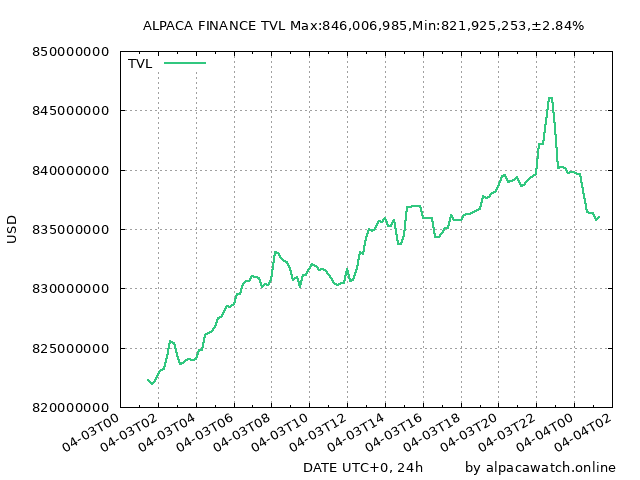 ALPACA FINANCE TVL Max:846,006,985,Min:821,925,253,±2.84%
850000000
TVL
845000000
840000000
835000000
830000000
825000000
820000000
USD
04-03T00
04-03T02
04-03T04
04-03T06
04-03T08
04-03T10
04-03T12
04-03T14
04-03T16
04-03T18
04-03T20
04-03T22
04-04T00
04-04T02
DATE UTC+0, 24h
by alpacawatch.online